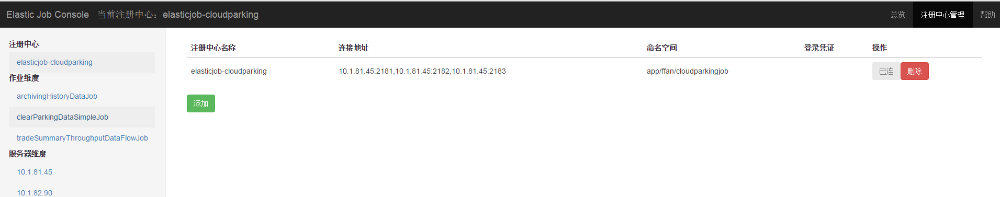 Elastic Job Console 当前注册中心：elasticjob-cloudparking 总览 注册中心管理 帮助
注册中心
elasticjob-cloudparking
作业维度
archivingHistoryDataJob
clearParkingDataSimpleJob
tradeSummaryThroughputDataFlowJob
服务器维度
10.1.81.45
10.1.82.90
注册中心名称 连接地址 命名空间 登录凭证 操作
elasticjob-cloudparking 10.1.81.45:2181,10.1.81.45:2182,10.1.81.45:2183 app/ffan/cloudparkingjob 已连 删除
添加